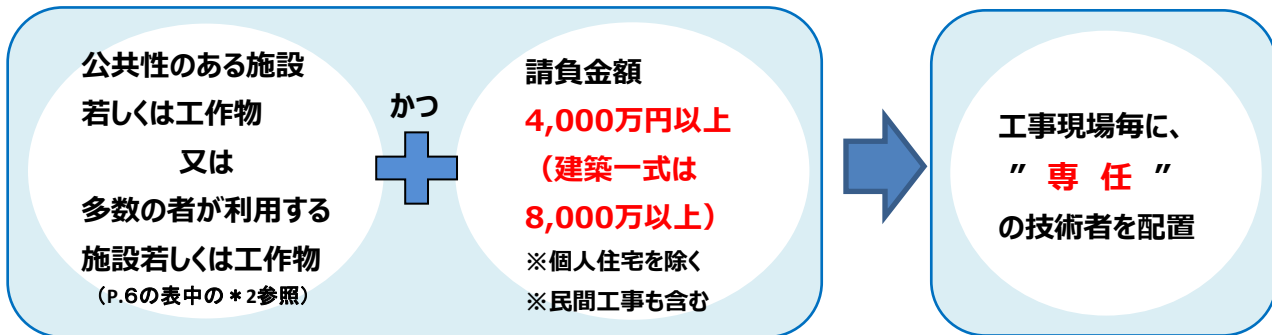 公共性のある施設
若しくは工作物
又は
多数の者が利用する
施設若しくは工作物
（P.6の表中の＊2参照）
かつ
請負金額
4,000万円以上
（建築一式は
8,000万以上）
※個人住宅を除く
※民間工事も含む
工事現場毎に、
”専 任”
の技術者を配置